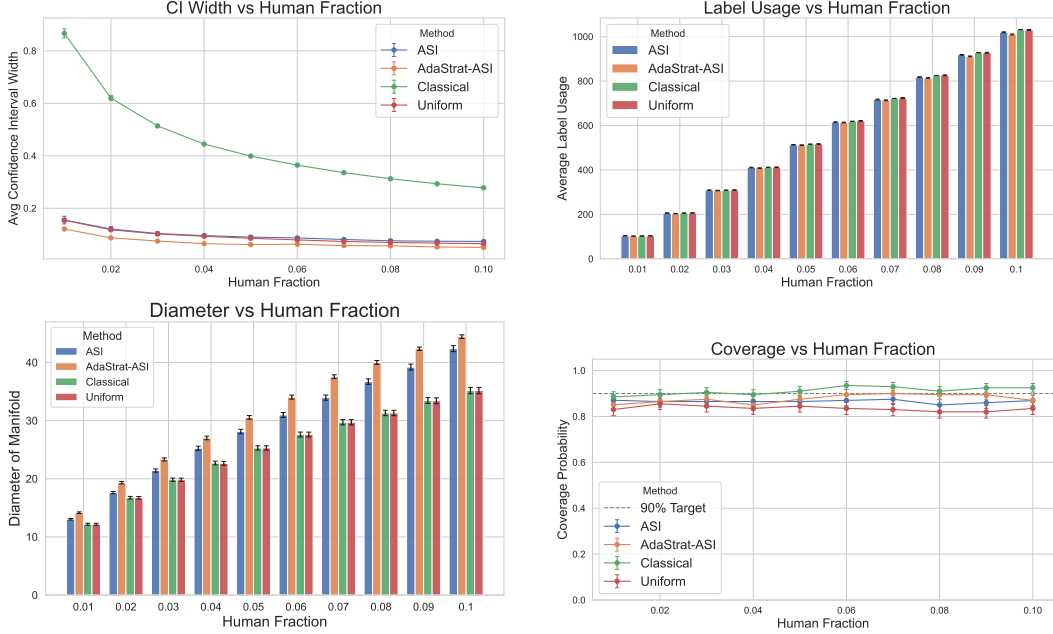 CI Width vs Human Fraction
Avg Confidence Interval Width
0.8
0.6
0.4
0.2
Method
ASI
AdaStrat-ASI
Classical
Uniform
0.02
0.04
0.06
0.08
0.10
Human Fraction
Label Usage vs Human Fraction
Average Label Usage
1000
800
600
400
200
0
Method
ASI
AdaStrat-ASI
Classical
Uniform
0.01
0.02
0.03
0.04
0.05
0.06
0.07
0.08
0.09
0.1
Human Fraction
Diameter vs Human Fraction
Diameter of Manifold
40
30
20
10
0
Method
ASI
AdaStrat-ASI
Classical
Uniform
0.01
0.02
0.03
0.04
0.05
0.06
0.07
0.08
0.09
0.1
Human Fraction
Coverage vs Human Fraction
Coverage Probability
1.0
0.8
0.6
0.4
0.2
0.0
Method
90% Target
ASI
AdaStrat-ASI
Classical
Uniform
0.02
0.04
0.06
0.08
0.10
Human Fraction